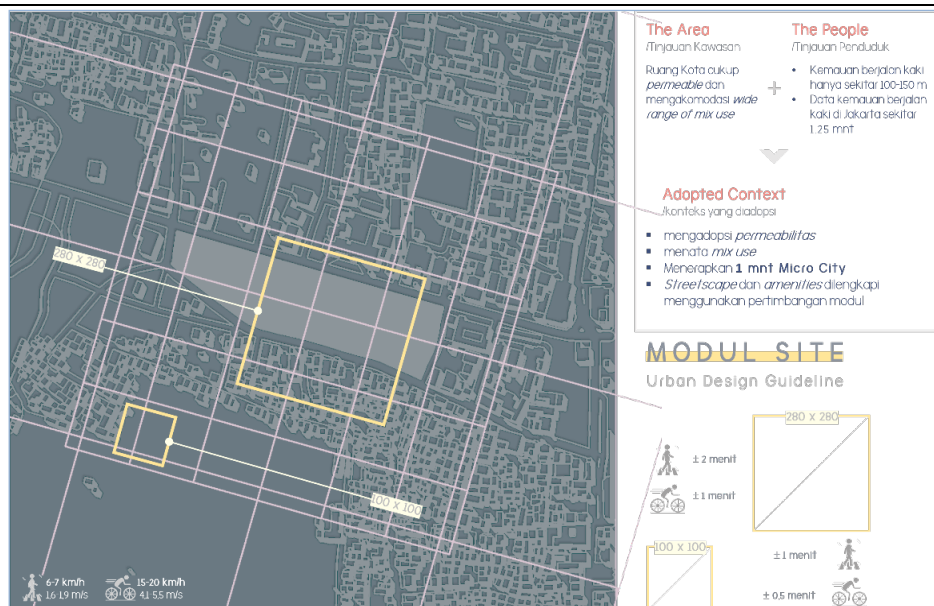 The Area
/Tinjauan Kawasan
Ruang Kota cukup
permeable dan
mengakomodasi wide
range of mix use
+
The People
/Tinjauan Penduduk
• Kemauan berjalan kaki
hanya sekitar 100-150 m
• Data kemauan berjalan
kaki di Jakarta sekitar
1.25 mnt
Adopted Context
/konteks yang diadopsi
▪ mengadopsi permeabilitas
▪ menata mix use
▪ Menerapkan 1 mnt Micro City
▪ Streetscape dan amenities dilengkapi
menggunakan pertimbangan modul
280 x 280
100 x 100
6-7 km/h
1.6-1.9 m/s
15-20 km/h
4.1-5.5 m/s
MODUL SITE
Urban Design Guideline
280 x 280
± 2 menit
± 1 menit
100 x 100
± 1 menit
± 0,5 menit